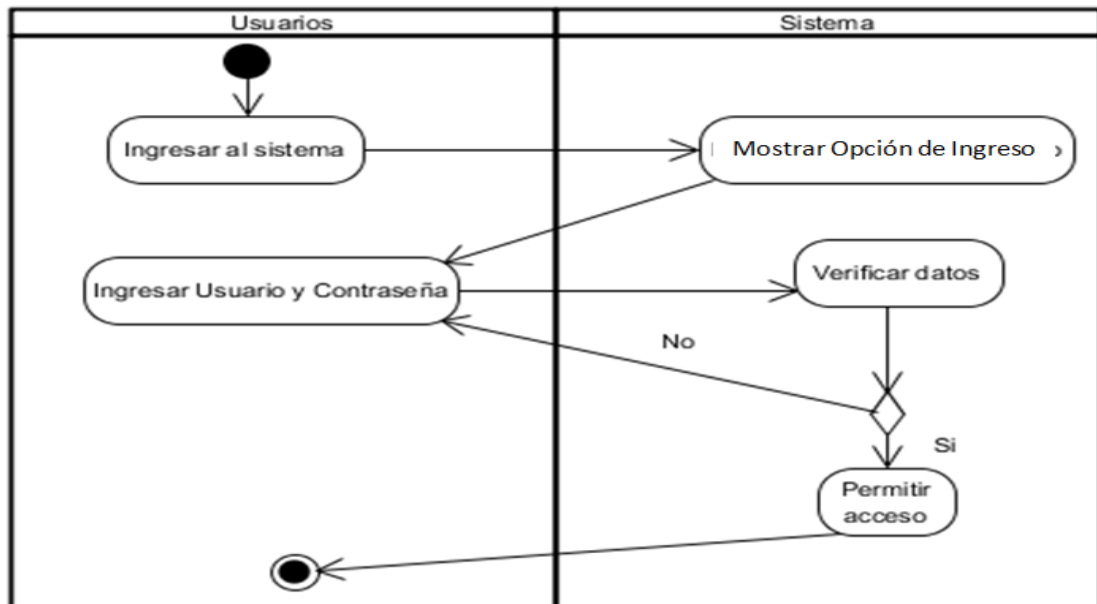 Usuarios
Sistema
Ingresar al sistema
Mostrar Opción de Ingreso
Ingresar Usuario y Contraseña
Verificar datos
No
Si
Permitir
acceso